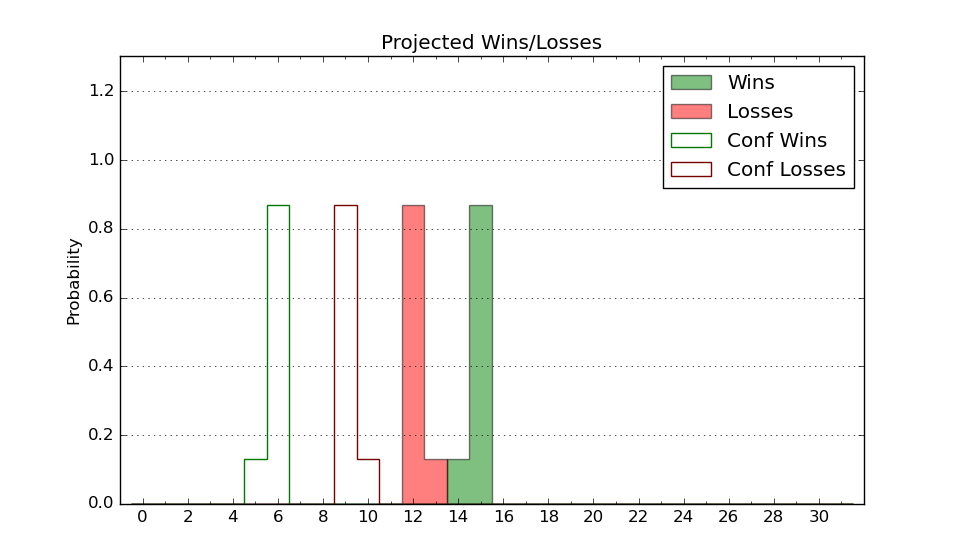 Projected Wins/Losses
Wins
Losses
Conf Wins
Conf Losses
Probability
1.2
1.0
0.8
0.6
0.4
0.2
0.0
0 2 4 6 8 10 12 14 16 18 20 22 24 26 28 30